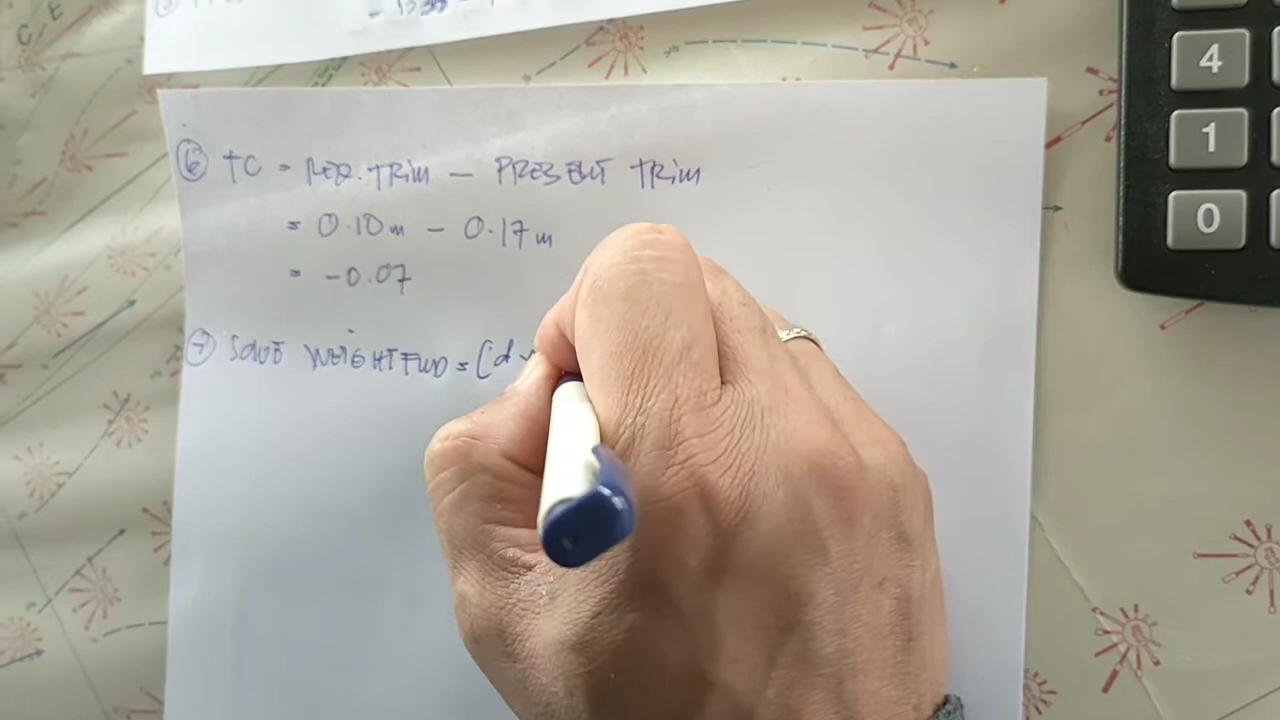 ⑥ TC = REQ. TRIM - PRESENT TRIM
= 0.10m - 0.17m
= -0.07
⑦ SOLVE WEIGHT FWD = (d
4
1
0
C E